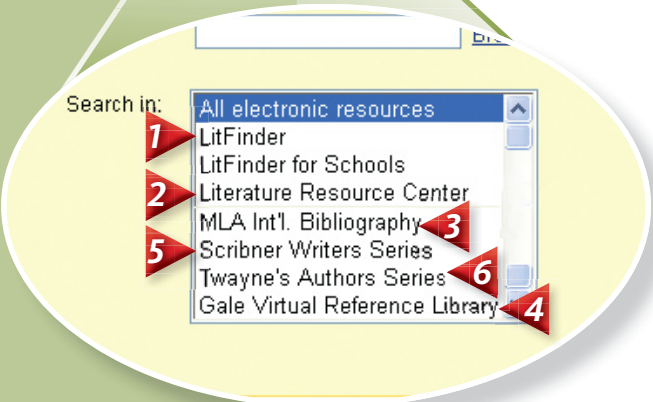 Search in:
All electronic resources
1 LitFinder
LitFinder for Schools
2 Literature Resource Center
MLA Int'l. Bibliography 3
5 Scribner Writers Series
Twayne's Authors Series 6
Gale Virtual Reference Library 4